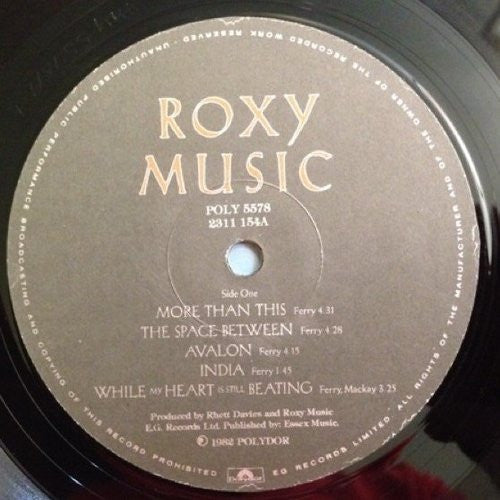 ROXY
MUSIC
POLY 5578
2311 154A
Side One
MORE THAN THIS Ferry 4.31
THE SPACE BETWEEN Ferry 4.28
AVALON Ferry 4.15
INDIA Ferry 1.45
WHILE MY HEART IS STILL BEATING Ferry, Mackay 3.25
Produced by Rhett Davies and Roxy Music
E.G. Records Ltd. Published by: Essex Music.
℗ 1982 POLYDOR
Polydor
ALL RIGHTS OF THE MANUFACTURER AND OF THE OWNER OF THE RECORDED WORK RESERVED · UNAUTHORISED PUBLIC PERFORMANCE BROADCASTING AND COPYING OF THIS RECORD PROHIBITED
EG RECORDS LIMITED